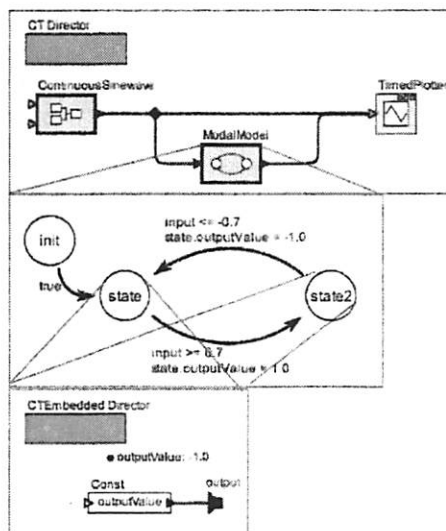 CT Director
ContinuousSinewave
TimedPlotter
ModalModel
init
true
state
input <= -0.7
state.outputValue = -1.0
state2
input >= 0.7
state.outputValue = 1.0
CTEmbedded Director
outputValue: -1.0
Const
outputValue
output